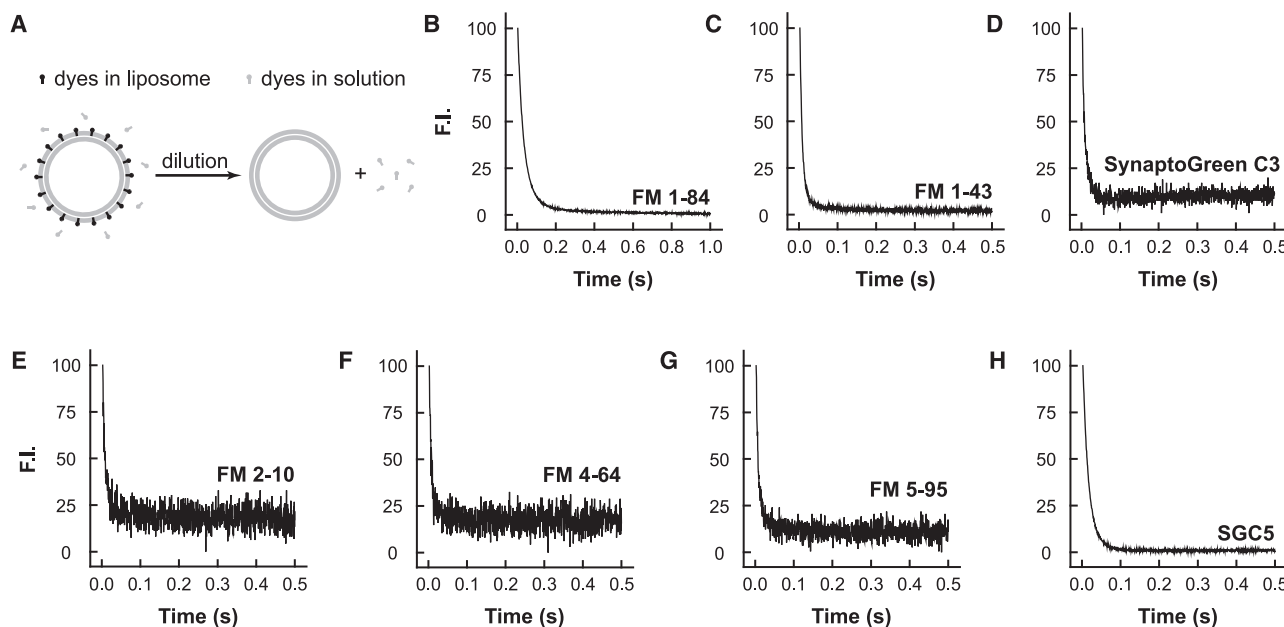 A
dyes in liposome
dyes in solution
dilution
+
B
F.I.
100
75
50
25
0
FM 1-84
0.0 0.2 0.4 0.6 0.8 1.0
Time (s)
C
100
75
50
25
0
FM 1-43
0.0 0.1 0.2 0.3 0.4 0.5
Time (s)
D
100
75
50
25
0
SynaptoGreen C3
0.0 0.1 0.2 0.3 0.4 0.5
Time (s)
E
F.I.
100
75
50
25
0
FM 2-10
0.0 0.1 0.2 0.3 0.4 0.5
Time (s)
F
100
75
50
25
0
FM 4-64
0.0 0.1 0.2 0.3 0.4 0.5
Time (s)
G
100
75
50
25
0
FM 5-95
0.0 0.1 0.2 0.3 0.4 0.5
Time (s)
H
100
75
50
25
0
SGC5
0.0 0.1 0.2 0.3 0.4 0.5
Time (s)